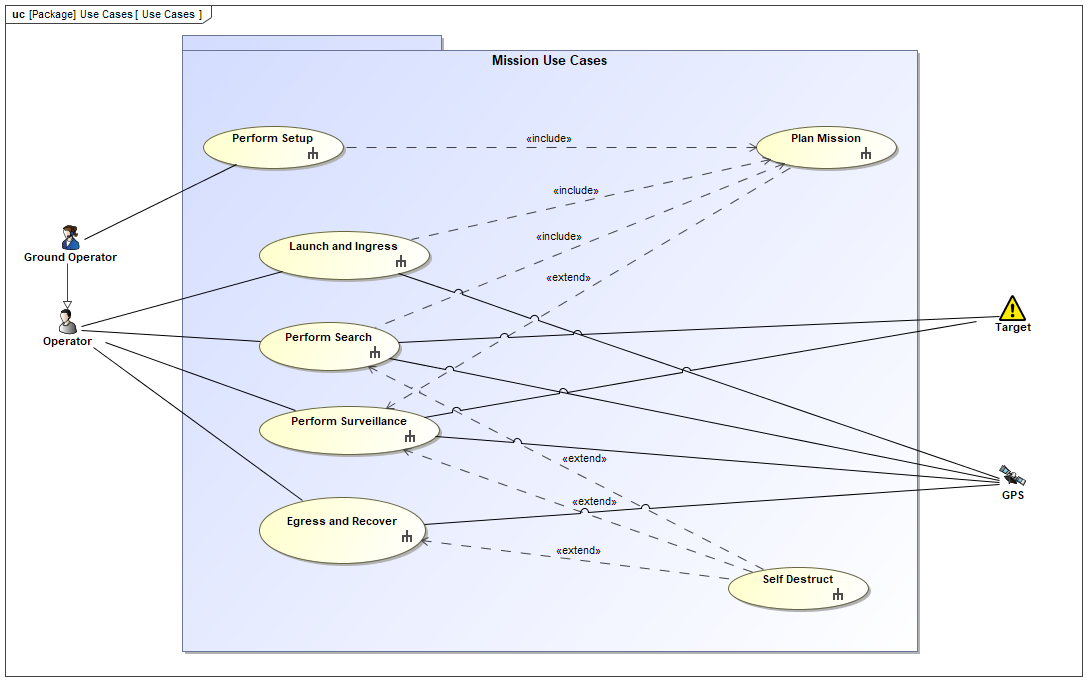 uc [Package] Use Cases [ Use Cases ]
Mission Use Cases
Perform Setup
«include»
Plan Mission
«include»
«include»
Launch and Ingress
Ground Operator
«extend»
Target
Perform Search
Operator
Perform Surveillance
«extend»
GPS
«extend»
Egress and Recover
«extend»
Self Destruct